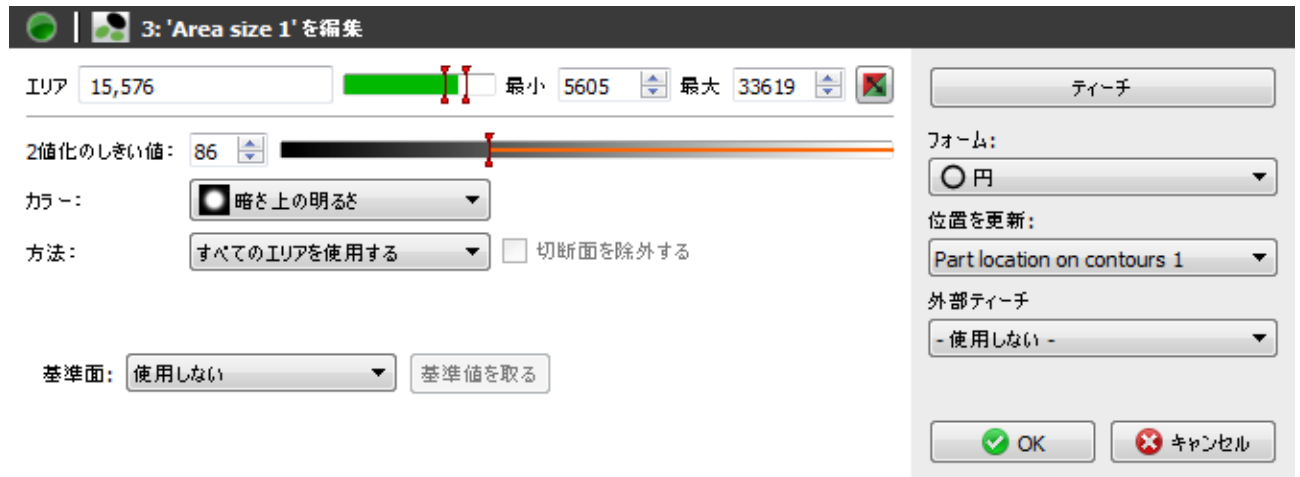 3: 'Area size 1' を編集
エリア 15,576 最小 5605 最大 33619
2値化のしきい値: 86
カラー: 暗さ上の明るさ
方法: すべてのエリアを使用する 切断面を除外する
基準面: 使用しない 基準値を取る
ティーチ
フォーム:
円
位置を更新:
Part location on contours 1
外部ティーチ
- 使用しない -
OK キャンセル